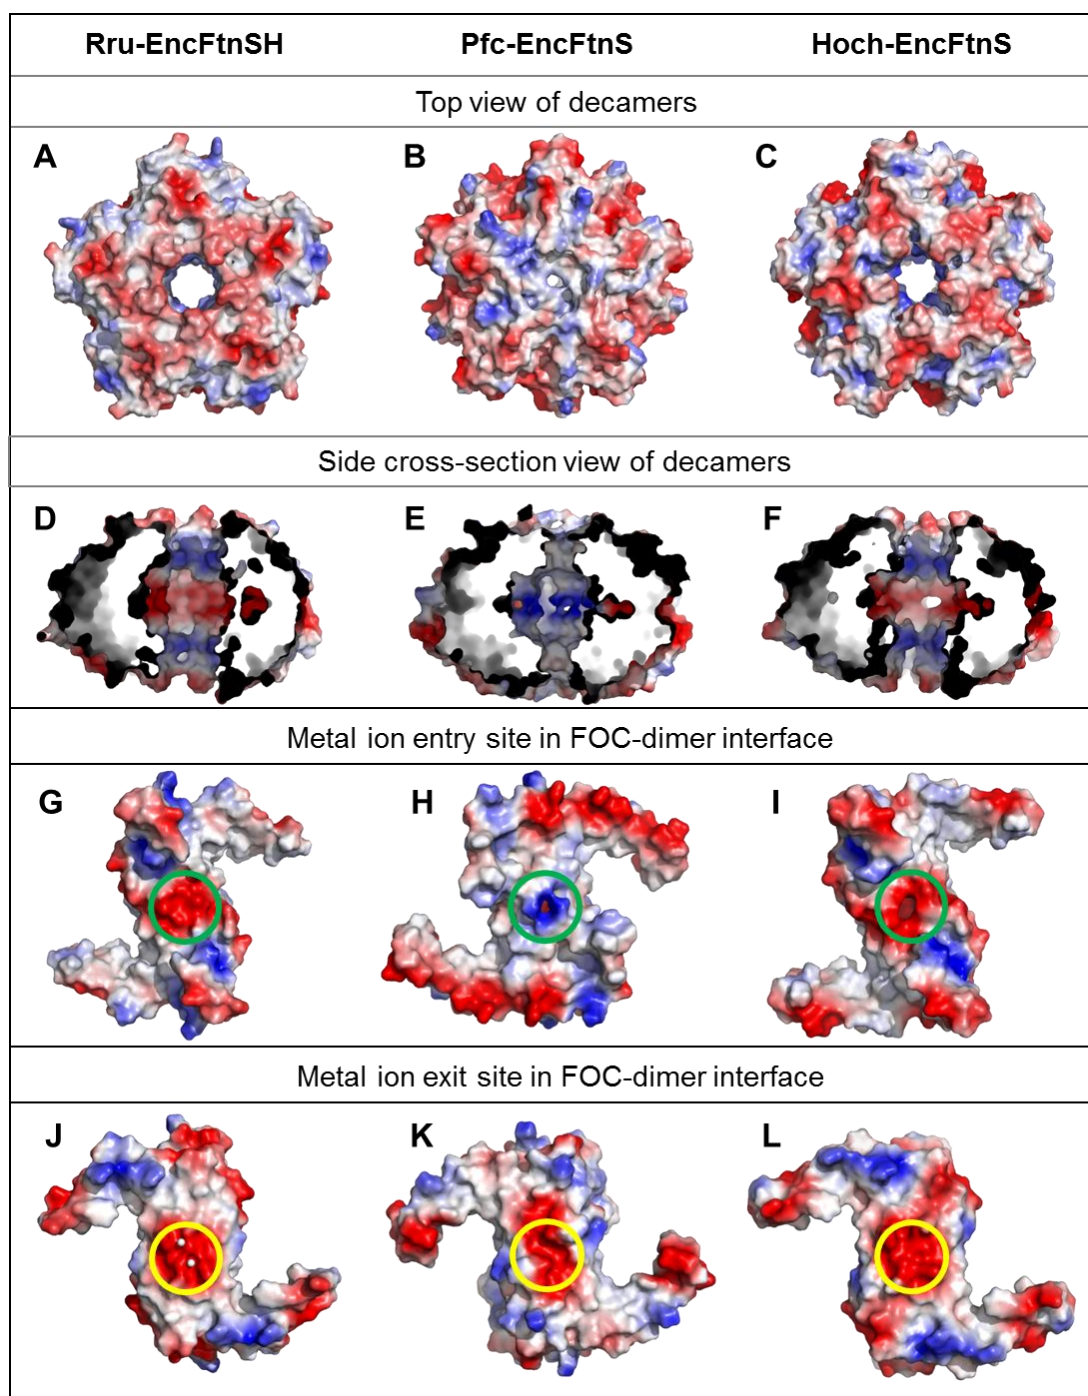 Rru-EncFtnSH Pfc-EncFtnS Hoch-EncFtnS
Top view of decamers
A B C
Side cross-section view of decamers
D E F
Metal ion entry site in FOC-dimer interface
G H I
Metal ion exit site in FOC-dimer interface
J K L